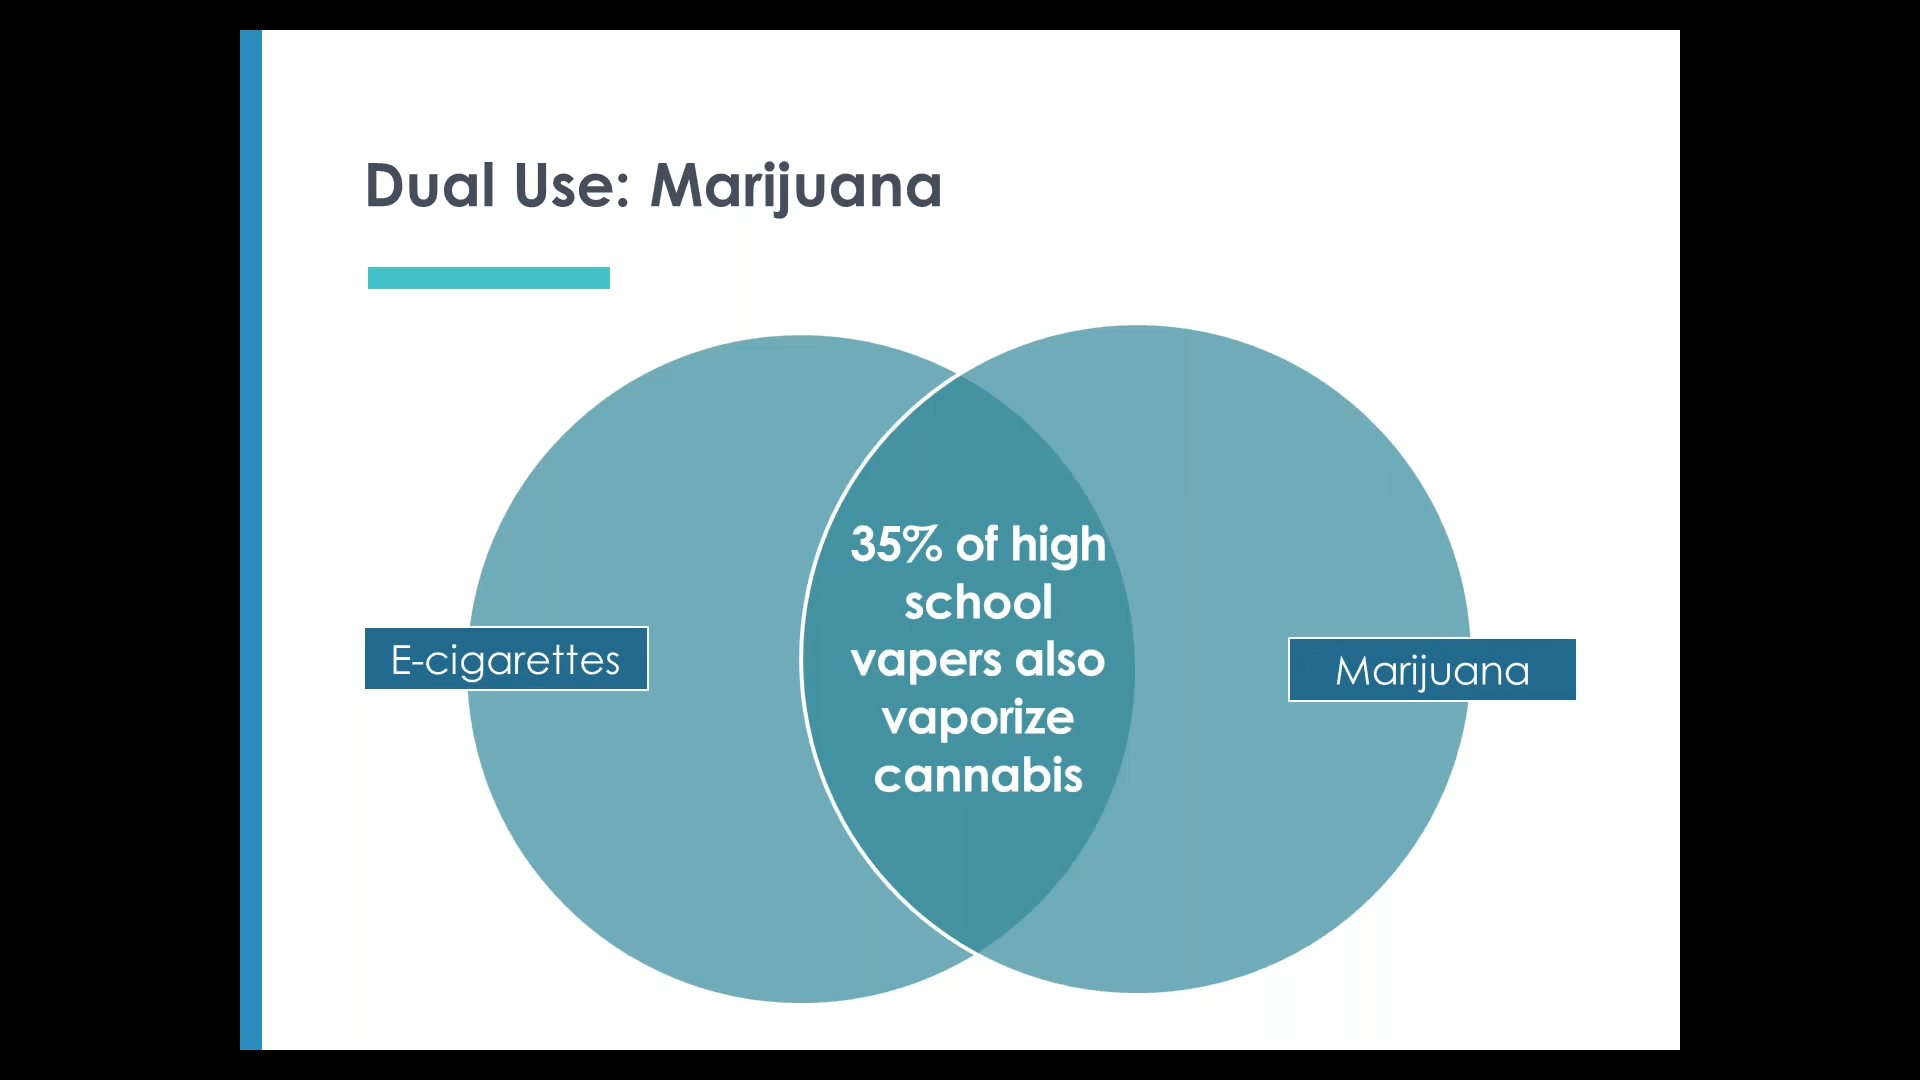 Dual Use: Marijuana
35% of high
school
vapers also
vaporize
cannabis
E-cigarettes
Marijuana